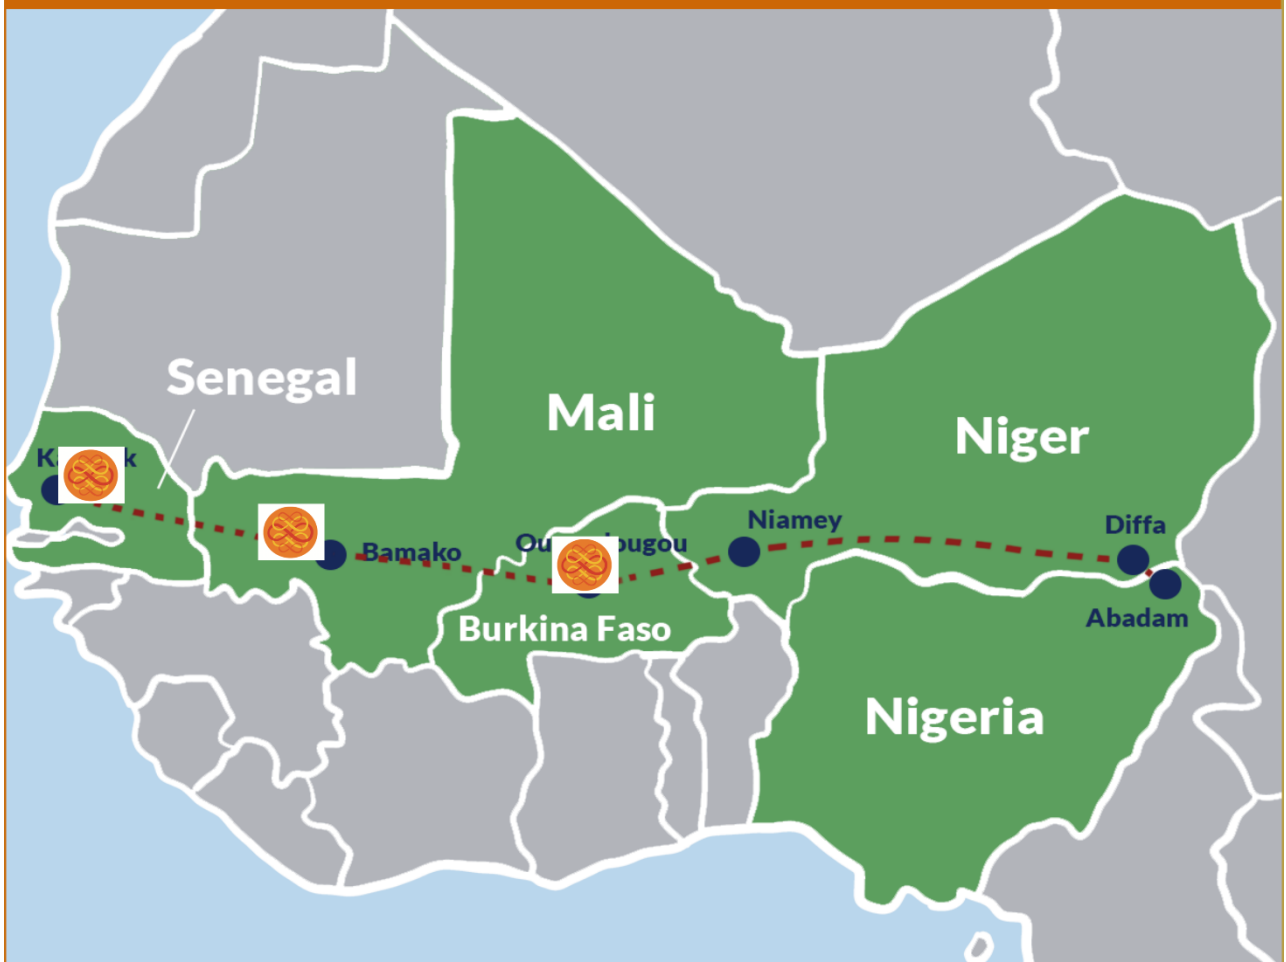 Senegal
Mali
Niger
Niamey
Diffa
Bamako
Abadam
Burkina Faso
Nigeria